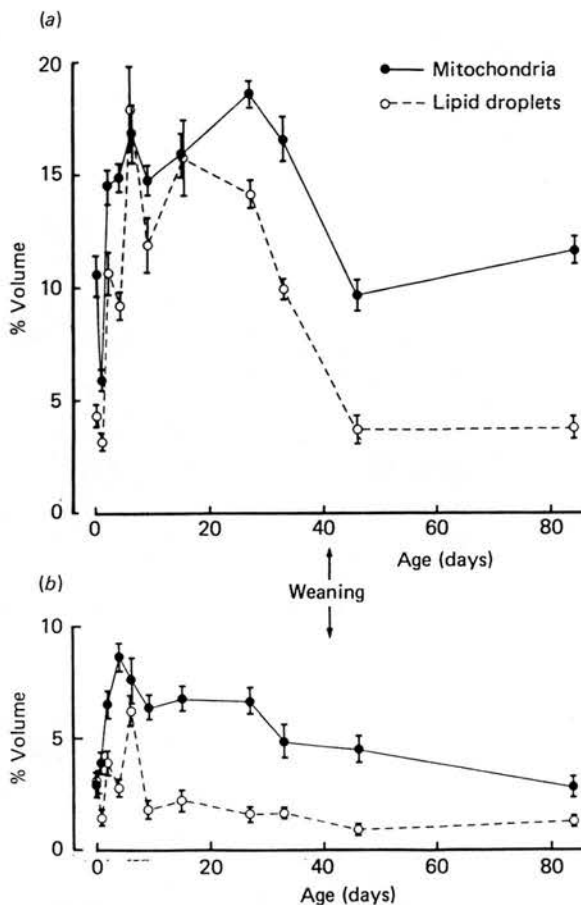 (a)
20
15
10
5
0
% Volume
Mitochondria
Lipid droplets
0 20 40 60 80
Age (days)
Weaning
(b)
10
5
0
% Volume
0 20 40 60 80
Age (days)